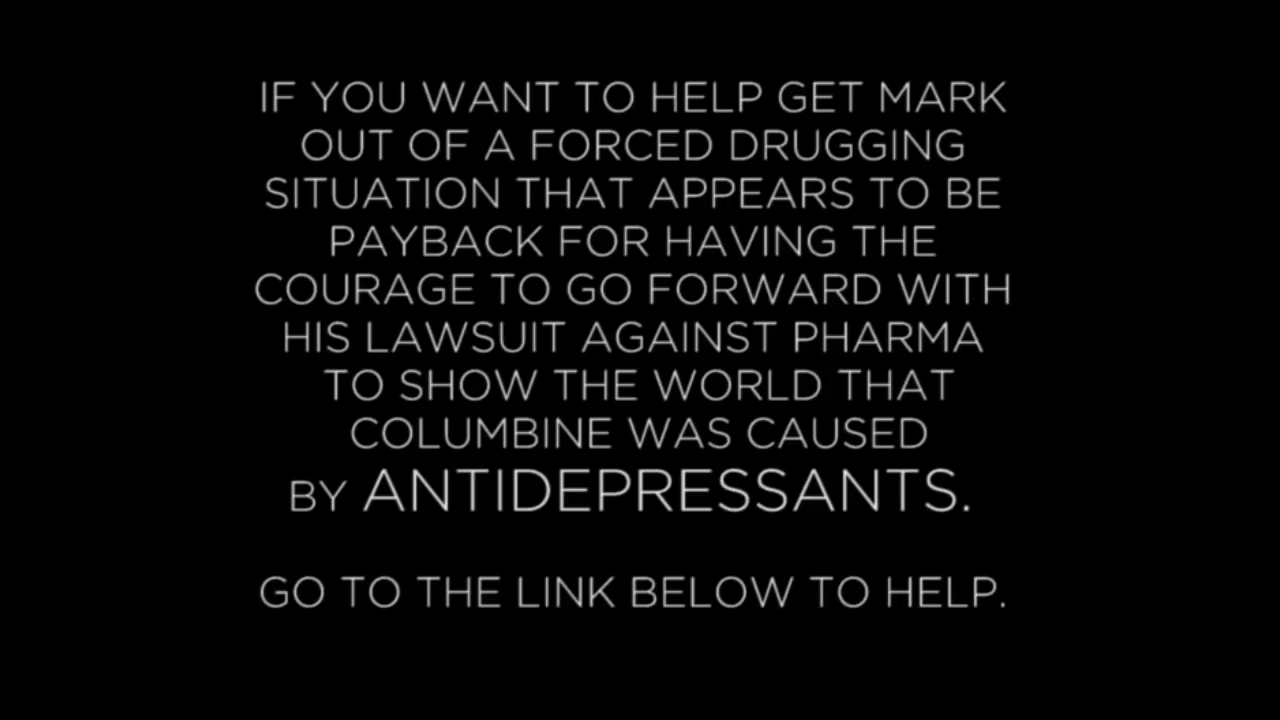 IF YOU WANT TO HELP GET MARK
OUT OF A FORCED DRUGGING
SITUATION THAT APPEARS TO BE
PAYBACK FOR HAVING THE
COURAGE TO GO FORWARD WITH
HIS LAWSUIT AGAINST PHARMA
TO SHOW THE WORLD THAT
COLUMBINE WAS CAUSED
BY ANTIDEPRESSANTS.
GO TO THE LINK BELOW TO HELP.